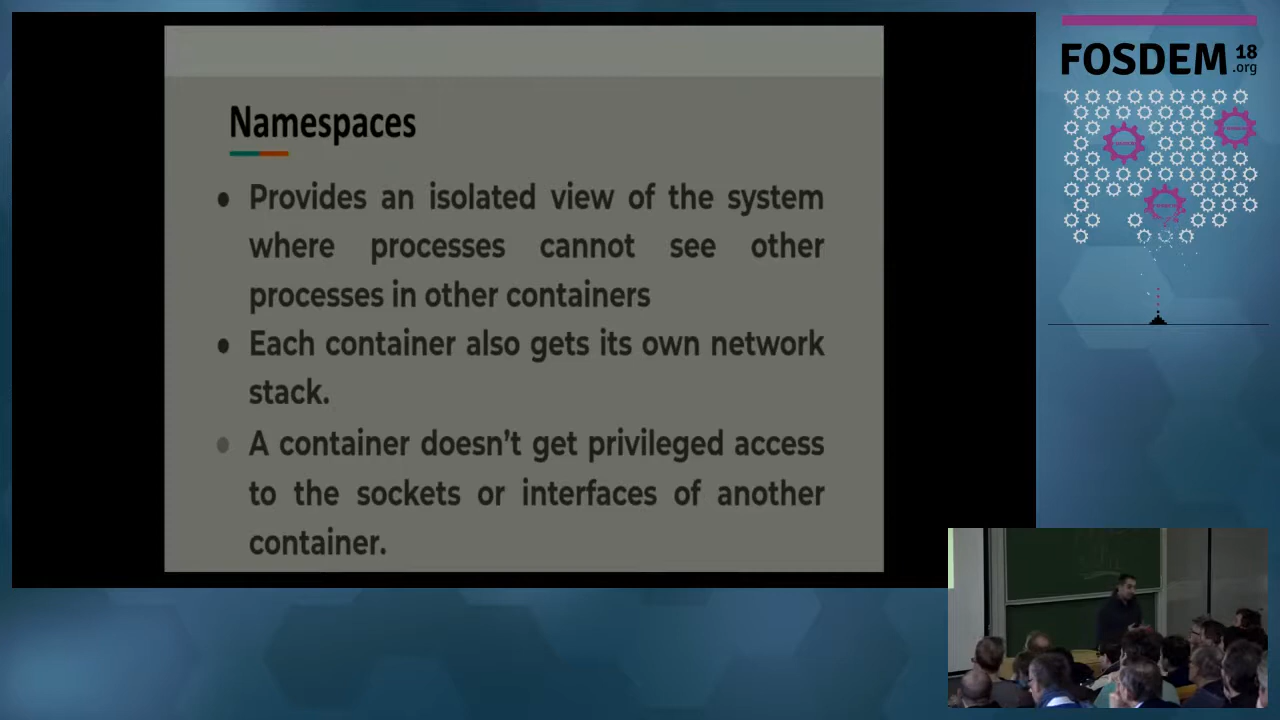 Namespaces
• Provides an isolated view of the system
where processes cannot see other
processes in other containers
• Each container also gets its own network
stack.
• A container doesn't get privileged access
to the sockets or interfaces of another
container.
FOSDEM 18
.org